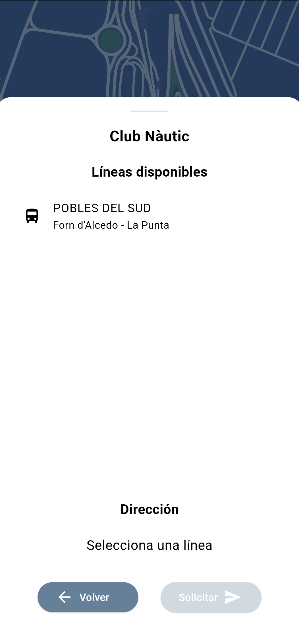 Club Nàutic
Líneas disponibles
POBLES DEL SUD
Forn d'Alcedo - La Punta
Dirección
Selecciona una línea
Volver
Solicitar